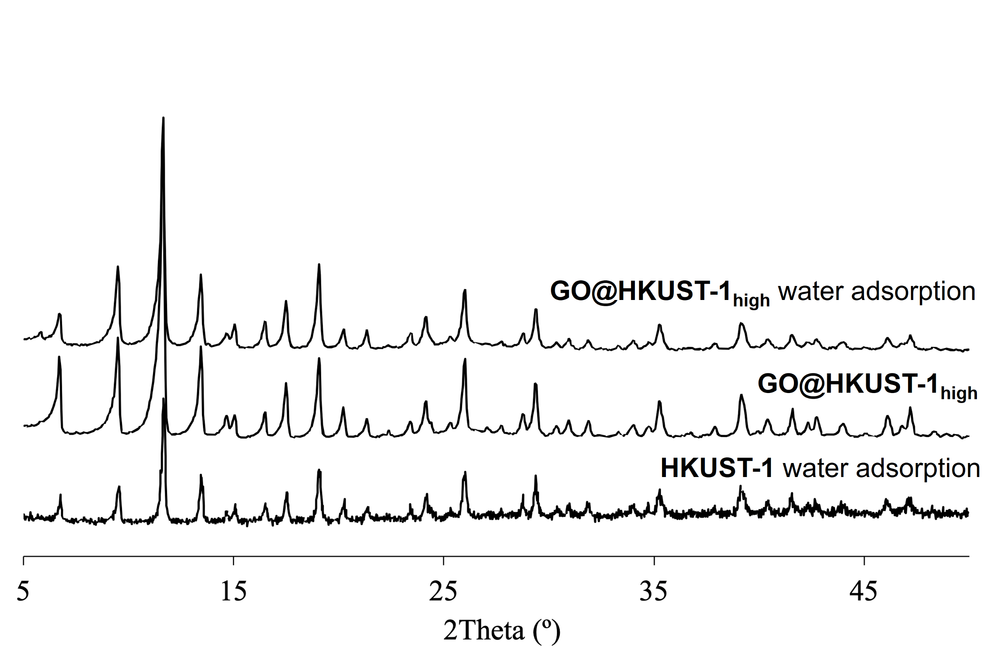 GO@HKUST-1high water adsorption
GO@HKUST-1high
HKUST-1 water adsorption
5 15 25 35 45
2Theta (º)